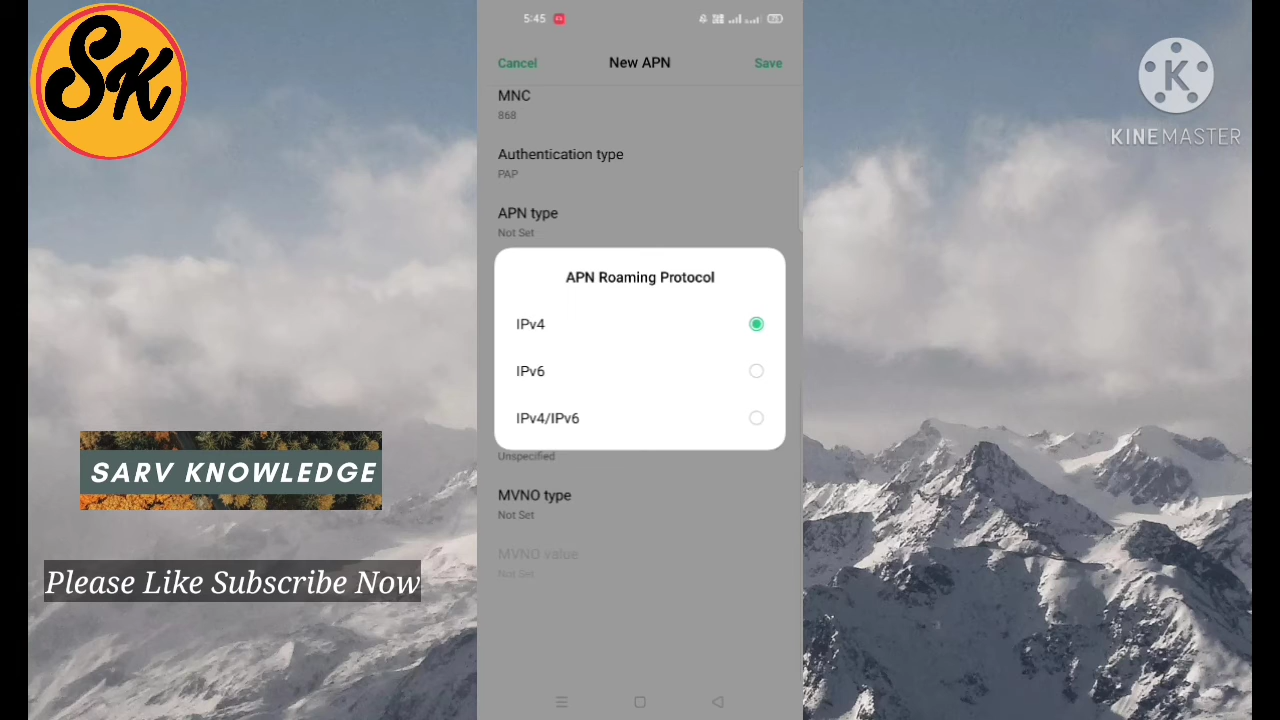 SK
5:45
Cancel
New APN
Save
MNC
868
Authentication type
PAP
APN type
Not Set
APN Roaming Protocol
IPv4
IPv6
IPv4/IPv6
Unspecified
MVNO type
Not Set
MVNO value
Not Set
K
KINEMASTER
SARV KNOWLEDGE
Please Like Subscribe Now